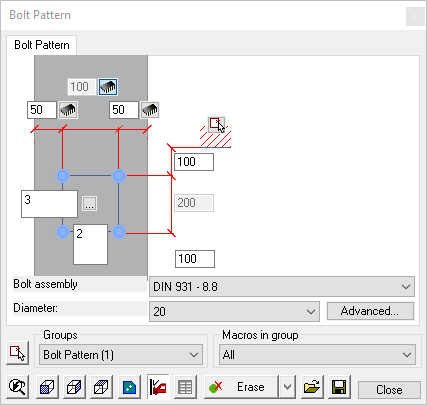 Bolt Pattern
Bolt Pattern
100
50
50
100
3
...
200
2
100
Bolt assembly
DIN 931 - 8.8
Diameter:
20
Advanced...
Groups
Macros in group
Bolt Pattern (1)
All
Erase
Close